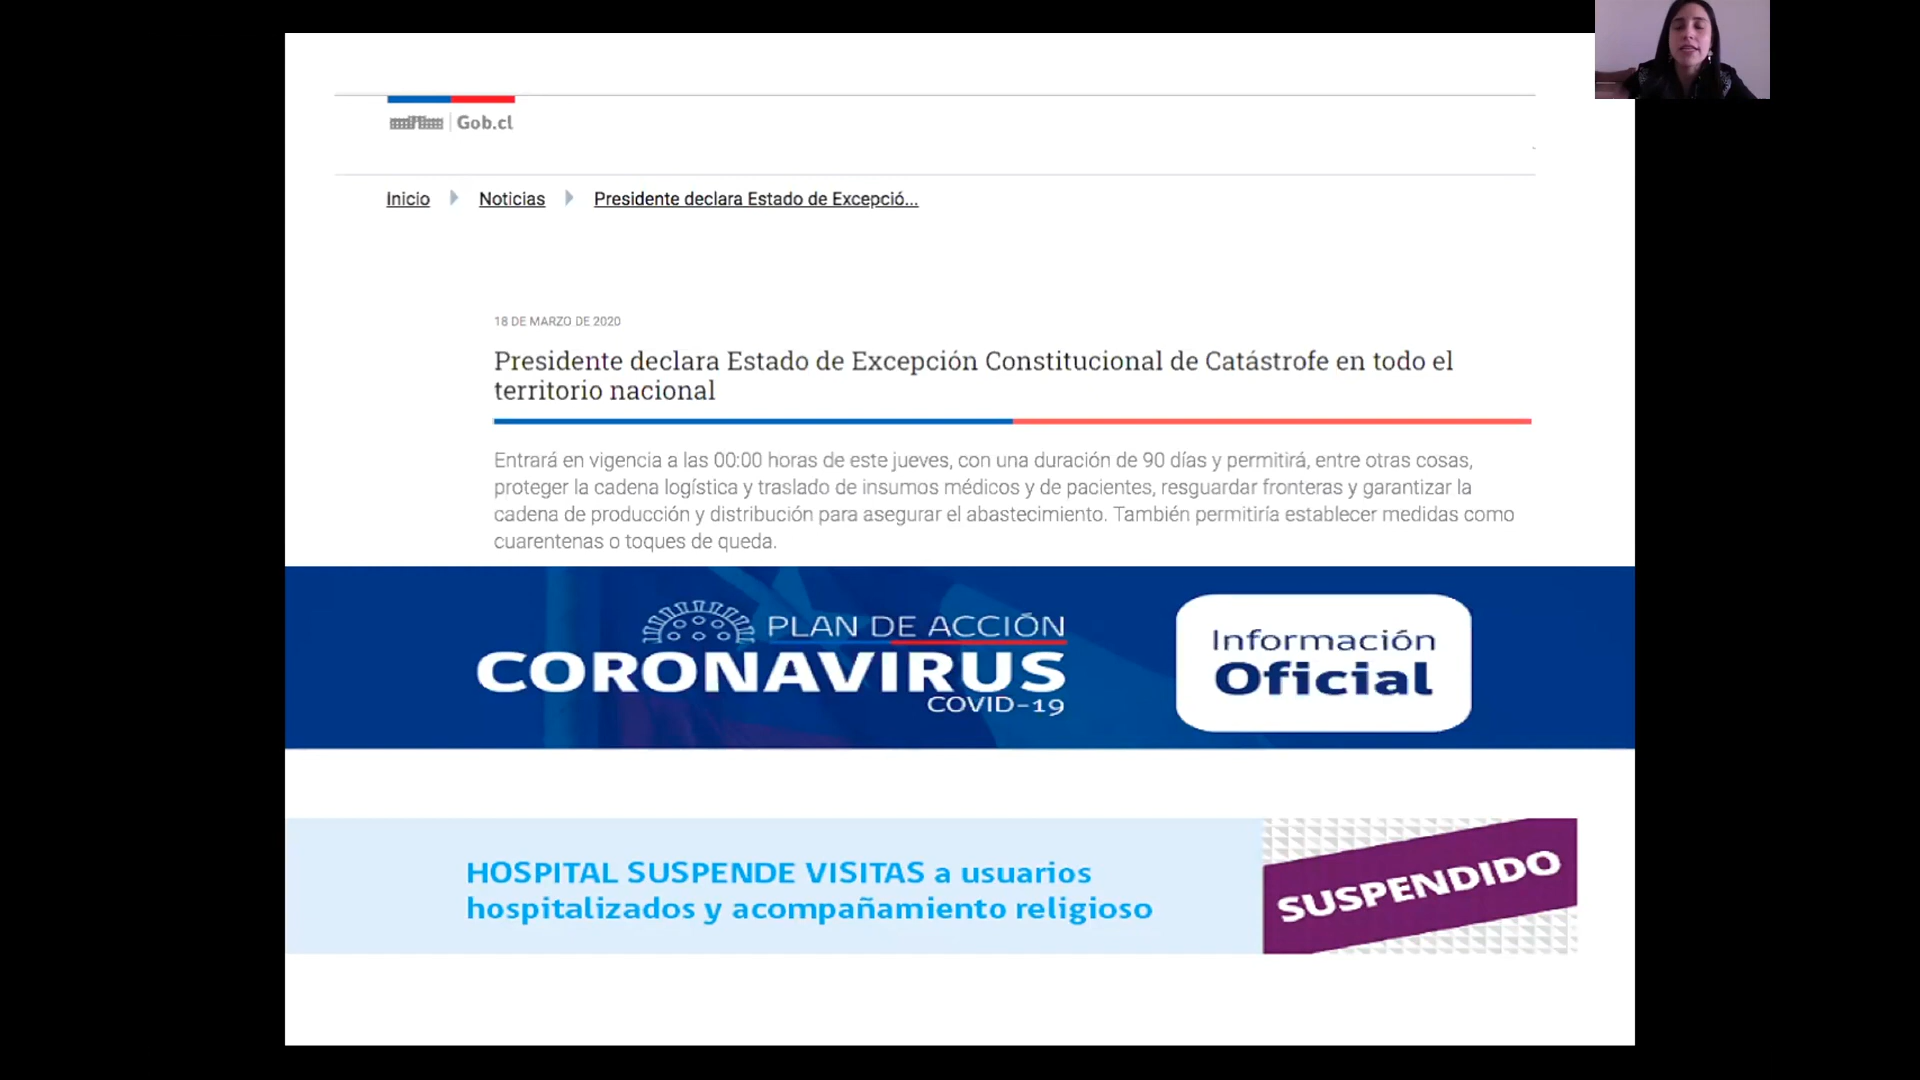 Gob.cl
Inicio Noticias Presidente declara Estado de Excepció...
18 DE MARZO DE 2020
Presidente declara Estado de Excepción Constitucional de Catástrofe en todo el
territorio nacional
Entrará en vigencia a las 00:00 horas de este jueves, con una duración de 90 días y permitirá, entre otras cosas,
proteger la cadena logística y traslado de insumos médicos y de pacientes, resguardar fronteras y garantizar la
cadena de producción y distribución para asegurar el abastecimiento. También permitiría establecer medidas como
cuarentenas o toques de queda.
PLAN DE ACCIÓN
CORONAVIRUS
COVID-19
Información
Oficial
HOSPITAL SUSPENDE VISITAS a usuarios
hospitalizados y acompañamiento religioso
SUSPENDIDO